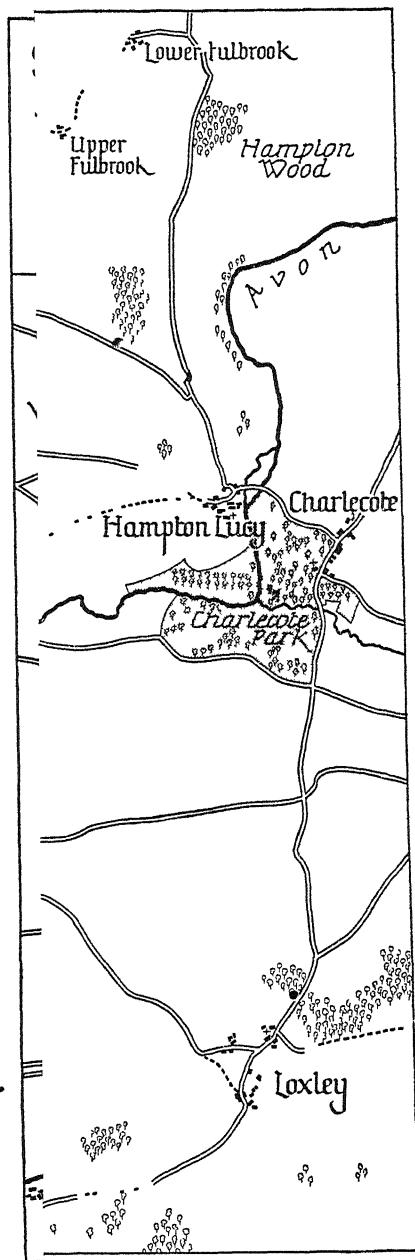 Lower Fulbrook
Upper
Fulbrook
Hampton
Wood
Avon
Charlecote
Hampton Lucy
Charlecote
Park
Loxley